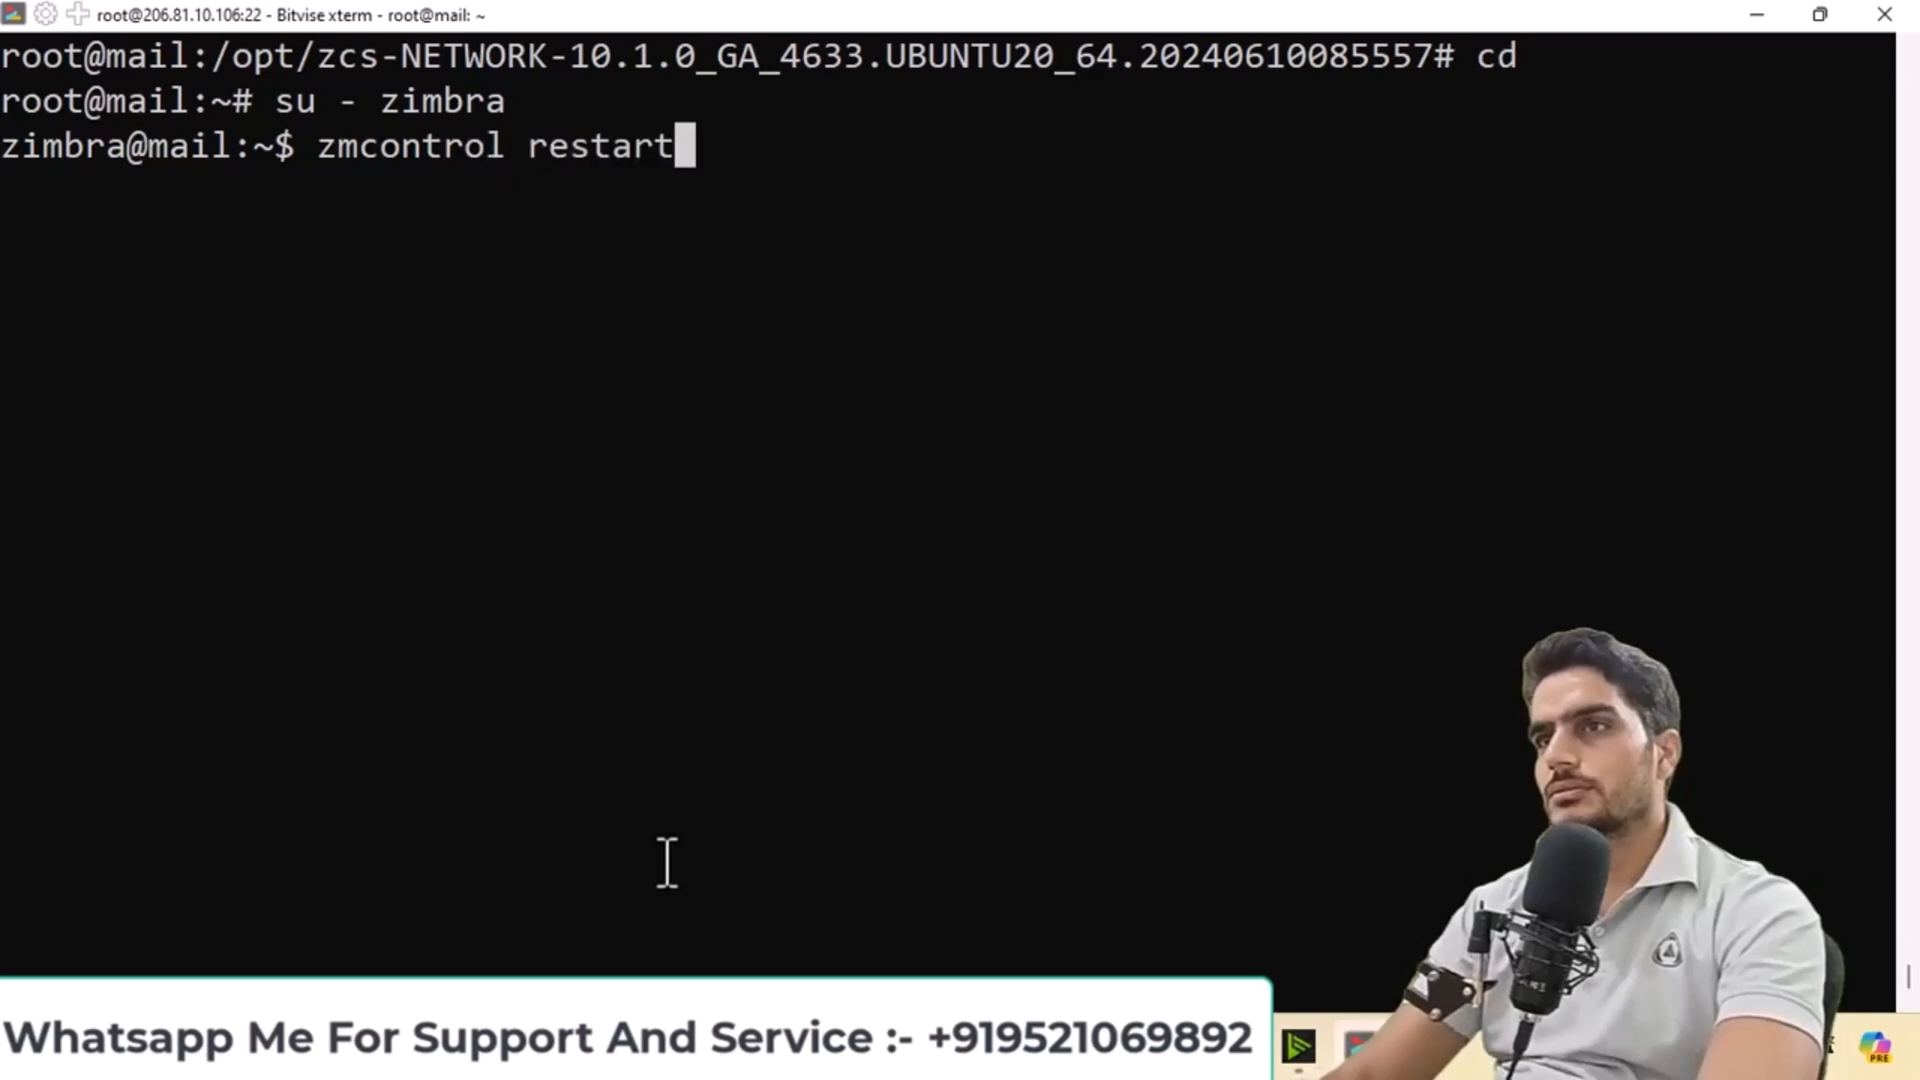 root@206.81.10.106:22 - Bitvise xterm - root@mail: ~
root@mail:/opt/zcs-NETWORK-10.1.0_GA_4633.UBUNTU20_64.20240610085557# cd
root@mail:~# su - zimbra
zimbra@mail:~$ zmcontrol restart
Whatsapp Me For Support And Service :- +919521069892
PRE